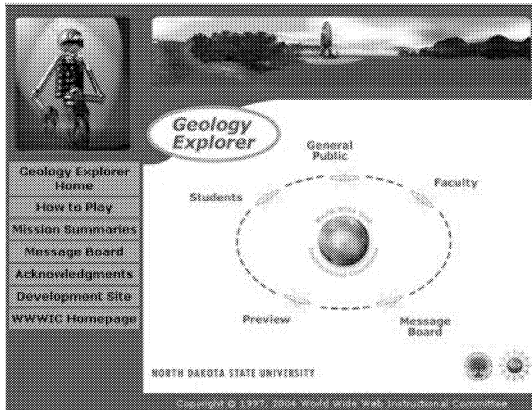 Geology
Explorer
General
Public
Faculty
Students
Preview
Message
Board
Geology Explorer
Home
How to Play
Mission Summaries
Message Board
Acknowledgments
Development Site
WWWIC Homepage
NORTH DAKOTA STATE UNIVERSITY
Copyright © 1997, 2004 World Wide Web Instructional Committee